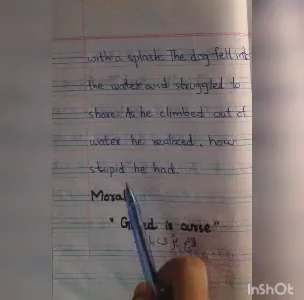 with a splash. The dog fell into
the water and struggled to
shore. As he climbed out of
water he realized, how
stupid he had.
Moral
" Greed is curse"
InShOt